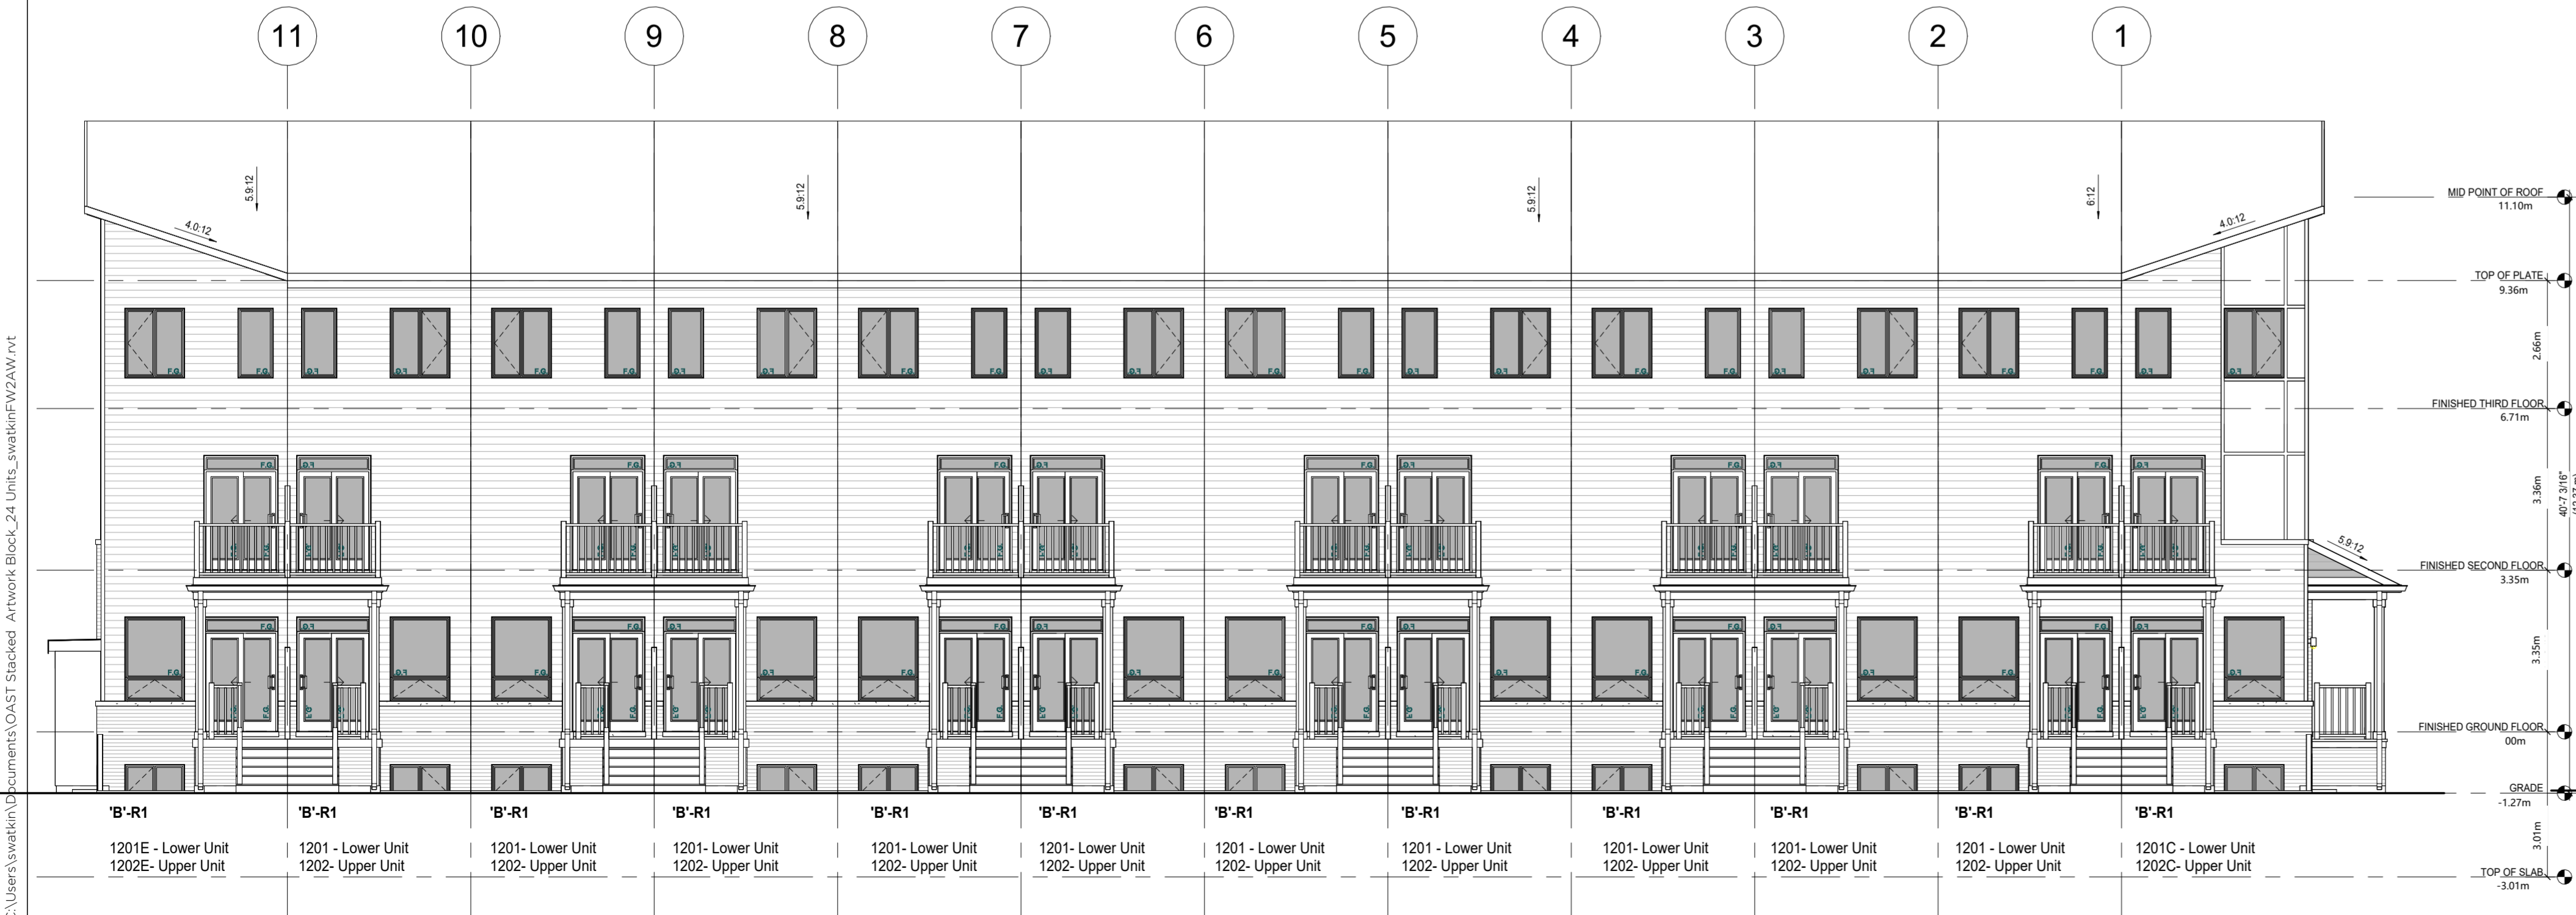 11 10 9 8 7 6 5 4 3 2 1
5.9:12
5.9:12
5.9:12
6:12
4.0:12
4.0:12
MID POINT OF ROOF
11.10m
TOP OF PLATE
9.36m
2.66m
FINISHED THIRD FLOOR
6.71m
3.36m
40'-7 3/16"
5.9:12
FINISHED SECOND FLOOR
3.35m
3.35m
FINISHED GROUND FLOOR
00m
GRADE
-1.27m
3.01m
TOP OF SLAB
-3.01m
F.G. F.G. F.G. F.G. F.G. F.G. F.G. F.G. F.G. F.G. F.G. F.G. F.G. F.G. F.G. F.G. F.G. F.G. F.G. F.G. F.G. F.G. F.G. F.G.
F.G. F.G. F.G. F.G. F.G. F.G. F.G. F.G. F.G. F.G. F.G. F.G.
F.G. F.G. F.G. F.G. F.G. F.G. F.G. F.G. F.G. F.G. F.G. F.G.
F.G. F.G. F.G. F.G. F.G. F.G. F.G. F.G. F.G. F.G. F.G. F.G.
'B'-R1 'B'-R1 'B'-R1 'B'-R1 'B'-R1 'B'-R1 'B'-R1 'B'-R1 'B'-R1 'B'-R1 'B'-R1 'B'-R1
1201E - Lower Unit
1202E- Upper Unit
1201 - Lower Unit
1202- Upper Unit
1201- Lower Unit
1202- Upper Unit
1201- Lower Unit
1202- Upper Unit
1201- Lower Unit
1202- Upper Unit
1201- Lower Unit
1202- Upper Unit
1201 - Lower Unit
1202- Upper Unit
1201 - Lower Unit
1202- Upper Unit
1201- Lower Unit
1202- Upper Unit
1201- Lower Unit
1202- Upper Unit
1201 - Lower Unit
1202- Upper Unit
1201C - Lower Unit
1202C- Upper Unit
C:\Users\swatkin\Documents\OAST Stacked Artwork Block_24 Units_swatkinFW2AW.rvt